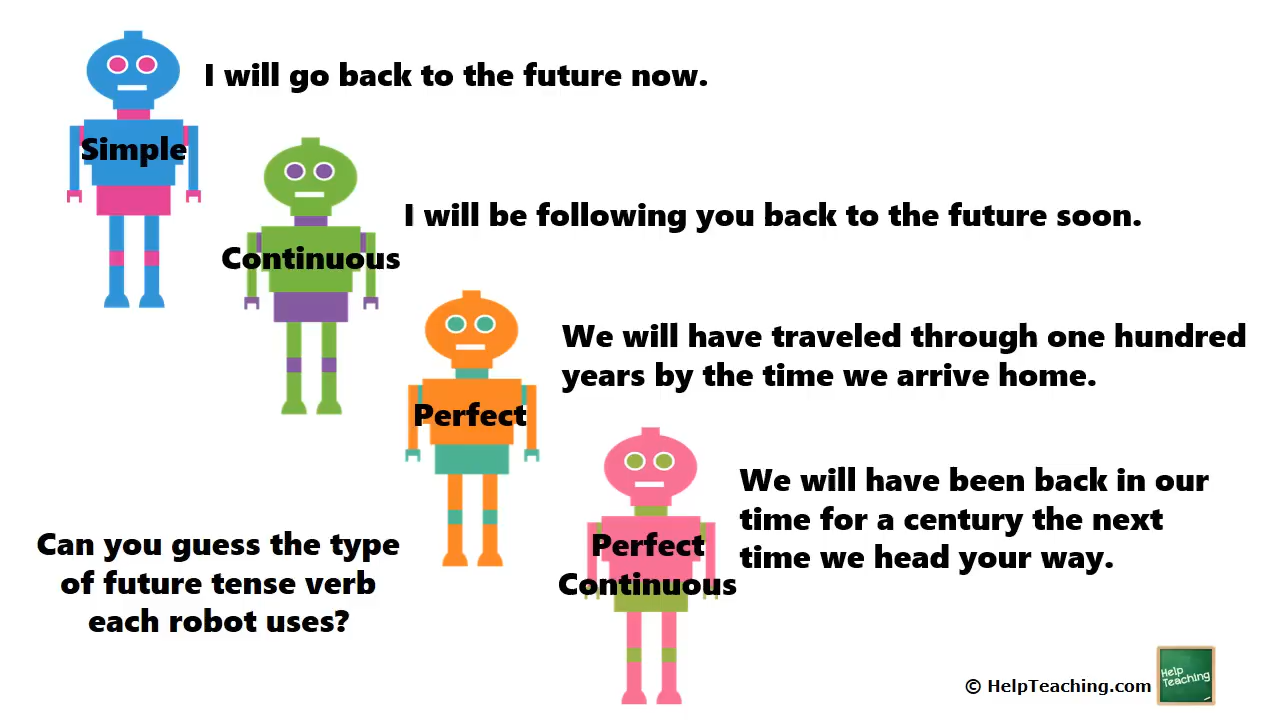 I will go back to the future now.
Simple
I will be following you back to the future soon.
Continuous
We will have traveled through one hundred
years by the time we arrive home.
Perfect
We will have been back in our
time for a century the next
time we head your way.
Perfect
Continuous
Can you guess the type
of future tense verb
each robot uses?
© HelpTeaching.com
Help
Teaching